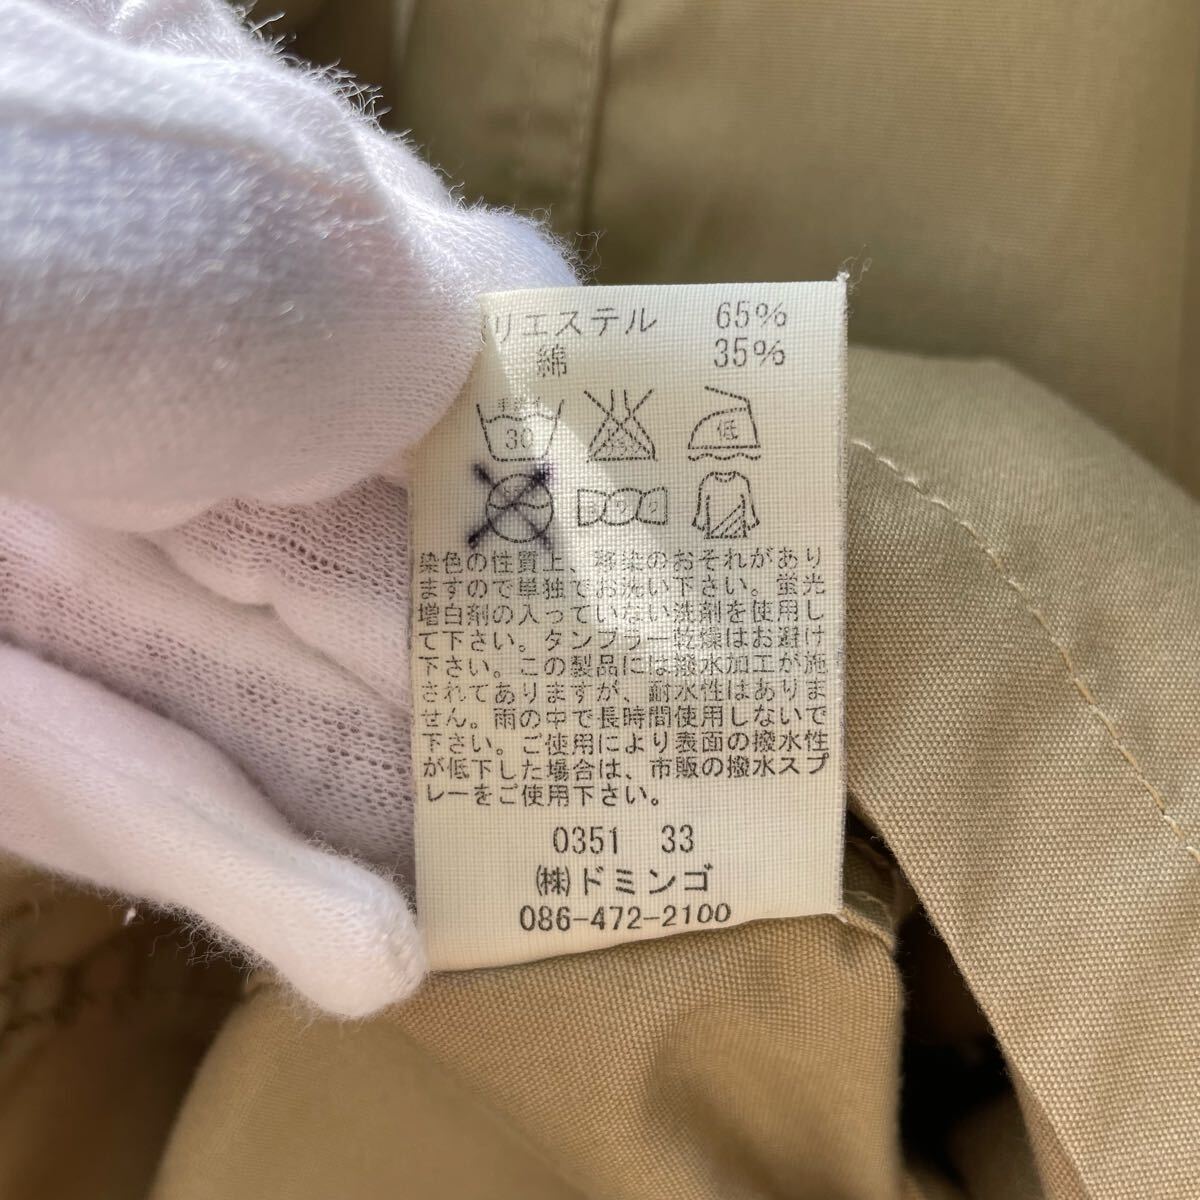 リエステル 65%
綿 35%
30
低
染色の性質上、移染のおそれがあり
ますので単独でお洗い下さい。蛍光
増白剤の入っていない洗剤を使用し
て下さい。タンブラー乾燥はお避け
下さい。この製品には撥水加工が施
されてありますが、耐水性はありま
せん。雨の中で長時間使用しないで
下さい。ご使用により表面の撥水性
が低下した場合は、市販の撥水スプ
レーをご使用下さい。
0351 33
㈱ドミンゴ
086-472-2100